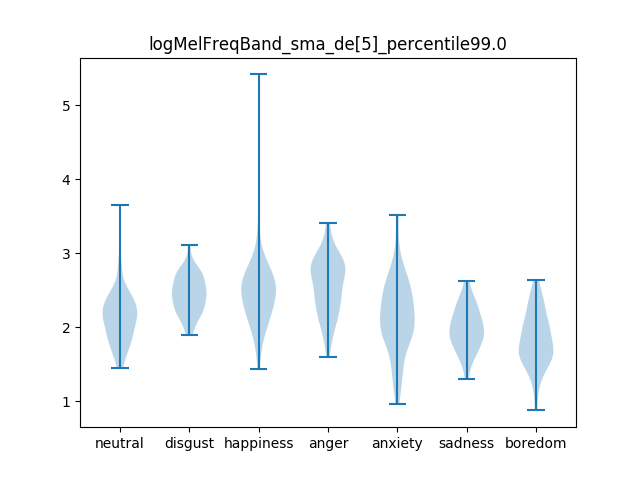 logMelFreqBand_sma_de[5]_percentile99.0
5
4
3
2
1
neutral disgust happiness anger anxiety sadness boredom